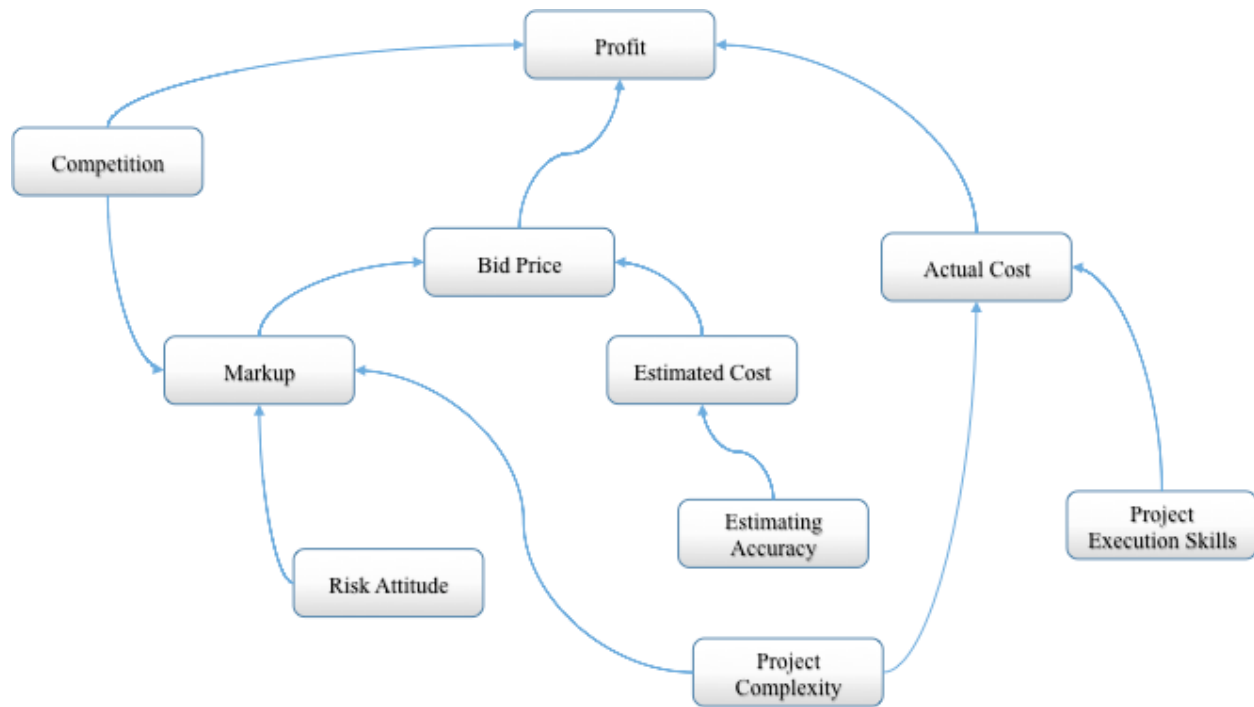 Profit
Competition
Bid Price
Actual Cost
Markup
Estimated Cost
Estimating
Accuracy
Project
Execution Skills
Risk Attitude
Project
Complexity